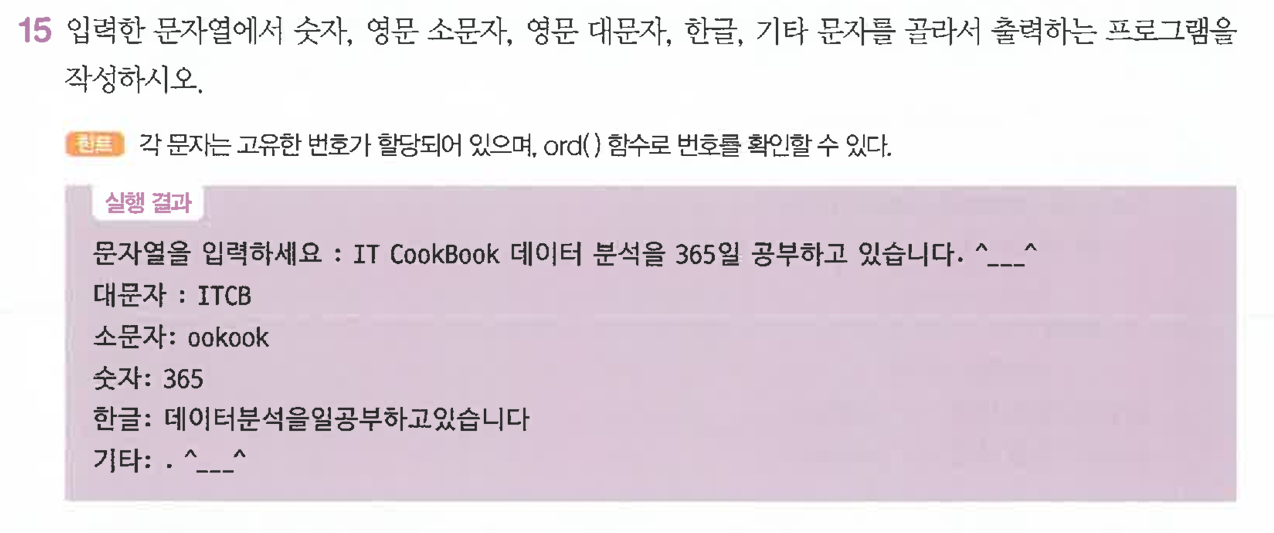 15 입력한 문자열에서 숫자, 영문 소문자, 영문 대문자, 한글, 기타 문자를 골라서 출력하는 프로그램을
작성하시오.
힌트 각 문자는 고유한 번호가 할당되어 있으며, ord() 함수로 번호를 확인할 수 있다.
실행 결과
문자열을 입력하세요 : IT CookBook 데이터 분석을 365일 공부하고 있습니다. ^___^
대문자 : ITCB
소문자: ookook
숫자: 365
한글: 데이터분석을일공부하고있습니다
기타: . ^___^